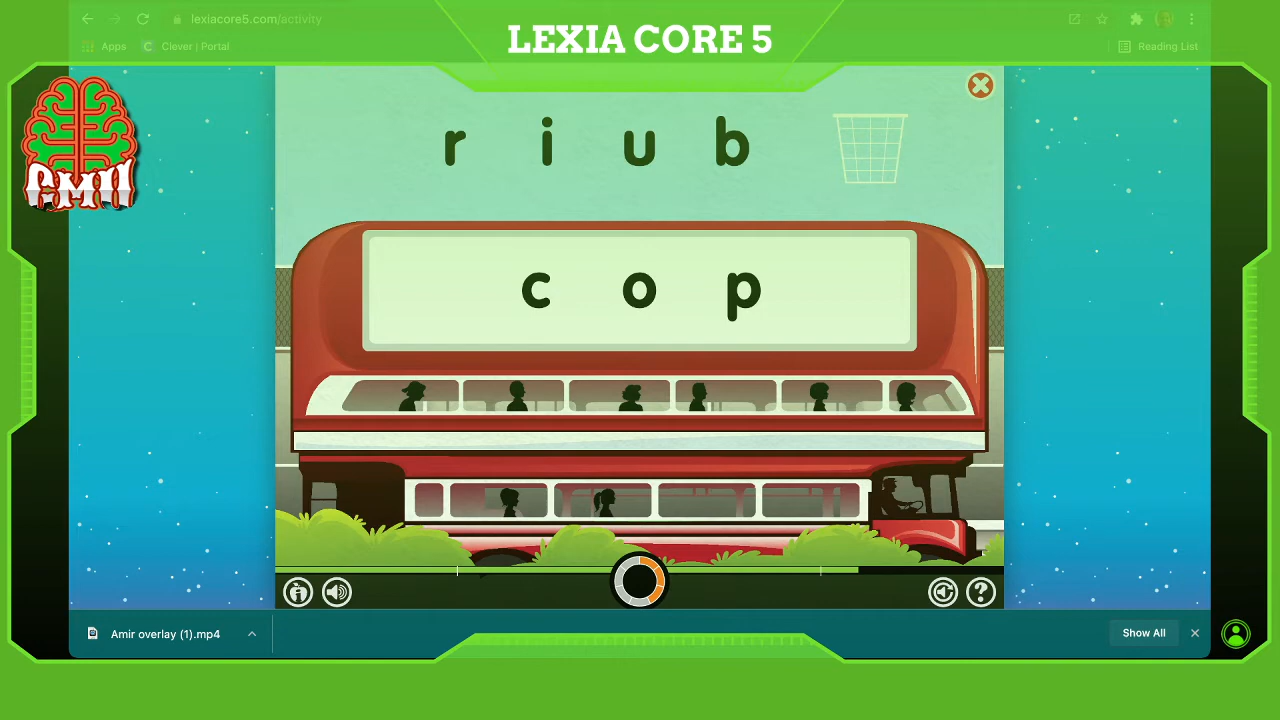 lexiacore5.com/activity
LEXIA CORE 5
Apps
C Clever | Portal
Reading List
r i u b
c o p
Amir overlay (1).mp4
Show All